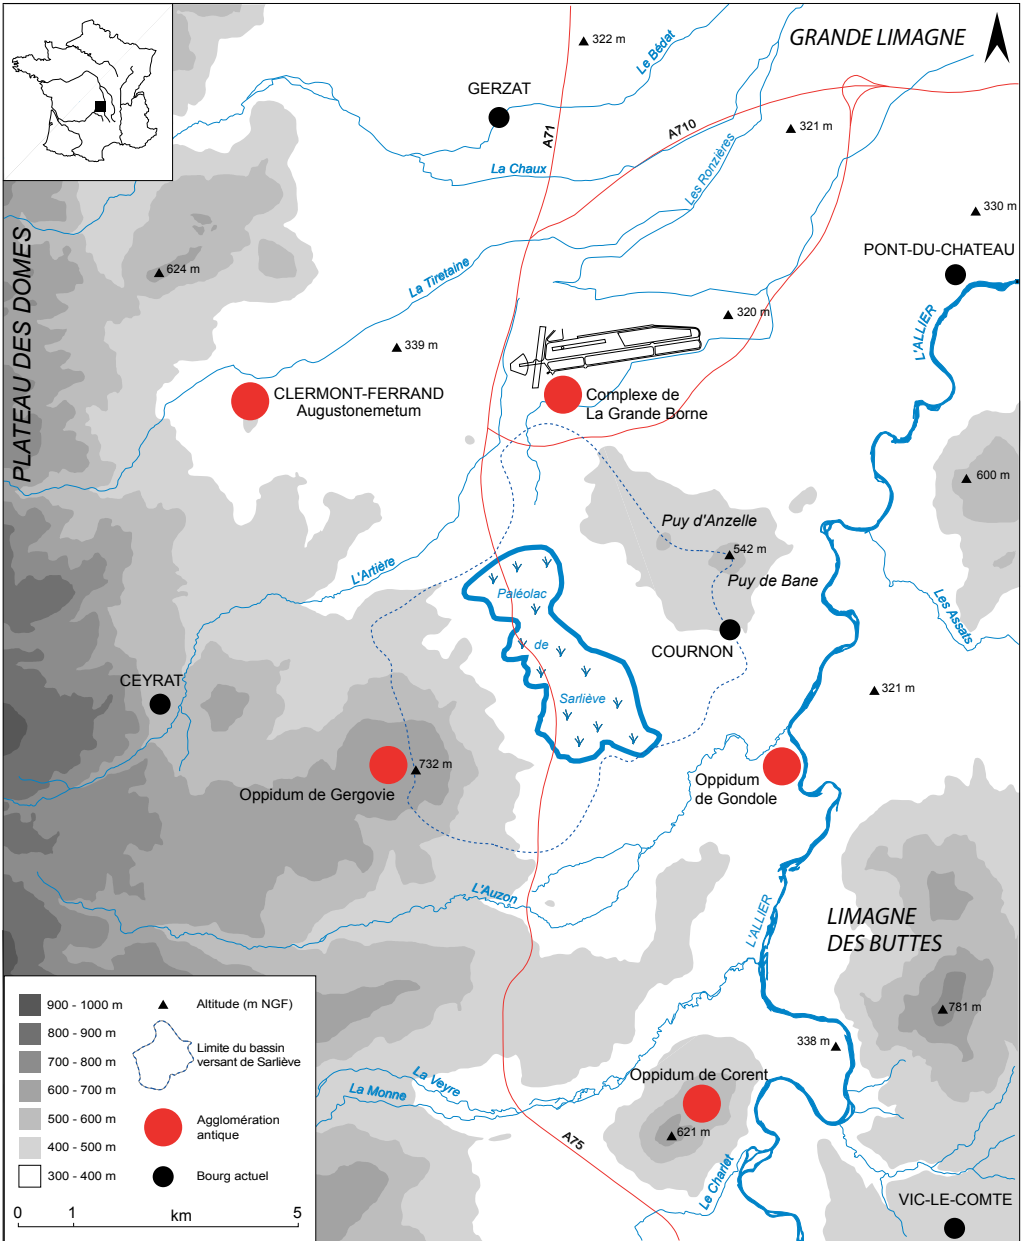 322 m
GRANDE LIMAGNE
Le Bédat
GERZAT
A71
A710
321 m
La Chaux
Les Ronzières
330 m
PLATEAU DES DOMES
PONT-DU-CHATEAU
624 m
La Tiretaine
L'ALLIER
320 m
339 m
CLERMONT-FERRAND
Augustonemetum
Complexe de
La Grande Borne
600 m
Puy d'Anzelle
542 m
Puy de Bane
L'Artière
Paléolac
de
Sarliève
Les Assats
COURNON
CEYRAT
321 m
732 m
Oppidum de Gergovie
Oppidum
de Gondole
L'Auzon
L'ALLIER
LIMAGNE
DES BUTTES
781 m
338 m
Oppidum de Corent
La Veyre
La Monne
621 m
A75
Le Charlet
VIC-LE-COMTE
900 - 1000 m
800 - 900 m
700 - 800 m
600 - 700 m
500 - 600 m
400 - 500 m
300 - 400 m
Altitude (m NGF)
Limite du bassin
versant de Sarliève
Agglomération
antique
Bourg actuel
0 1 km 5